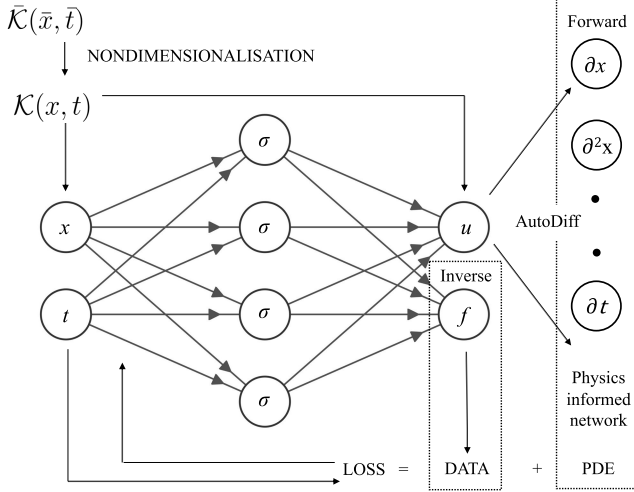 K̄(x̄, t̄)
NONDIMENSIONALISATION
K(x, t)
Forward
∂x
∂²x
σ
σ
σ
σ
x
t
u
f
AutoDiff
Inverse
∂t
Physics
informed
network
LOSS = DATA + PDE